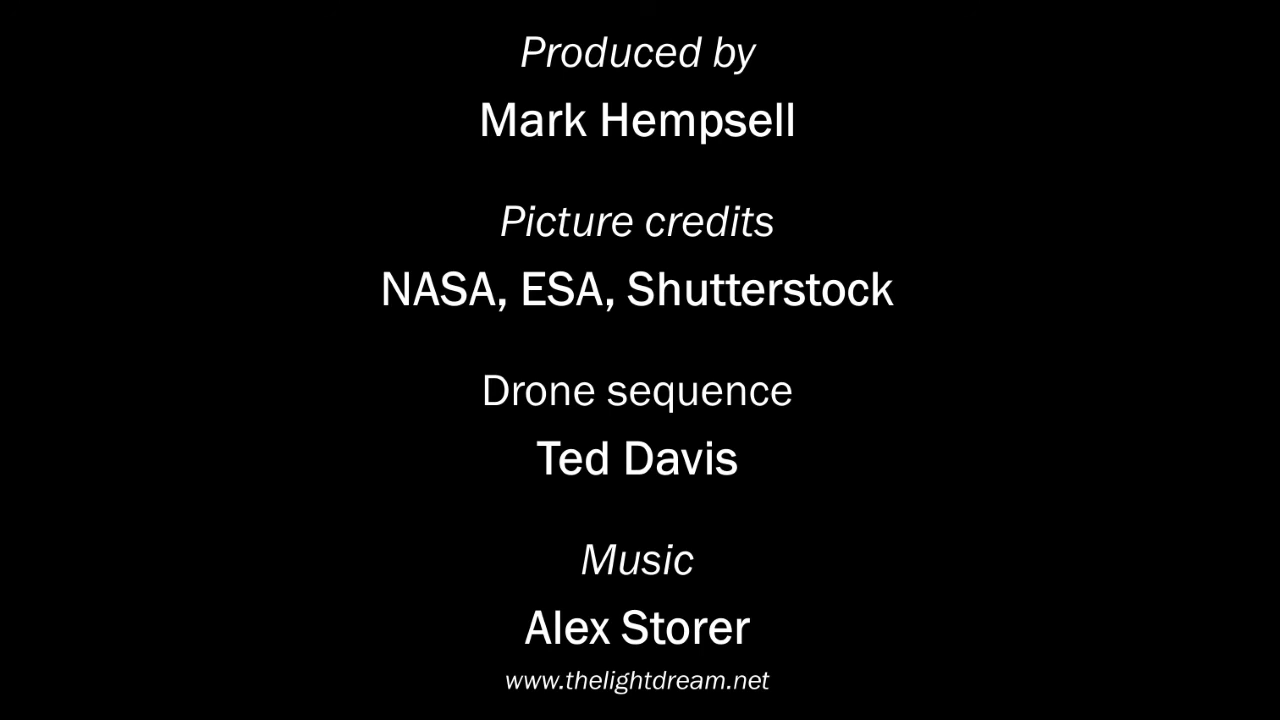 Produced by
Mark Hempsell
Picture credits
NASA, ESA, Shutterstock
Drone sequence
Ted Davis
Music
Alex Storer
www.thelightdream.net